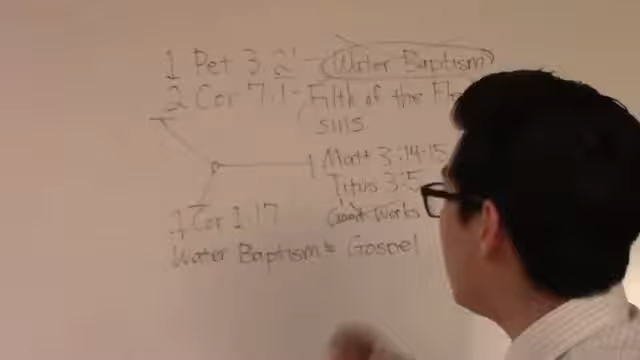 1 Pet 3:21 - Water Baptism
2 Cor 7:1 - Filth of the
sins
Matt 3:14-15
Titus 3:5
Good Works
1 Cor 1:17
Water Baptism ≠ Gospel